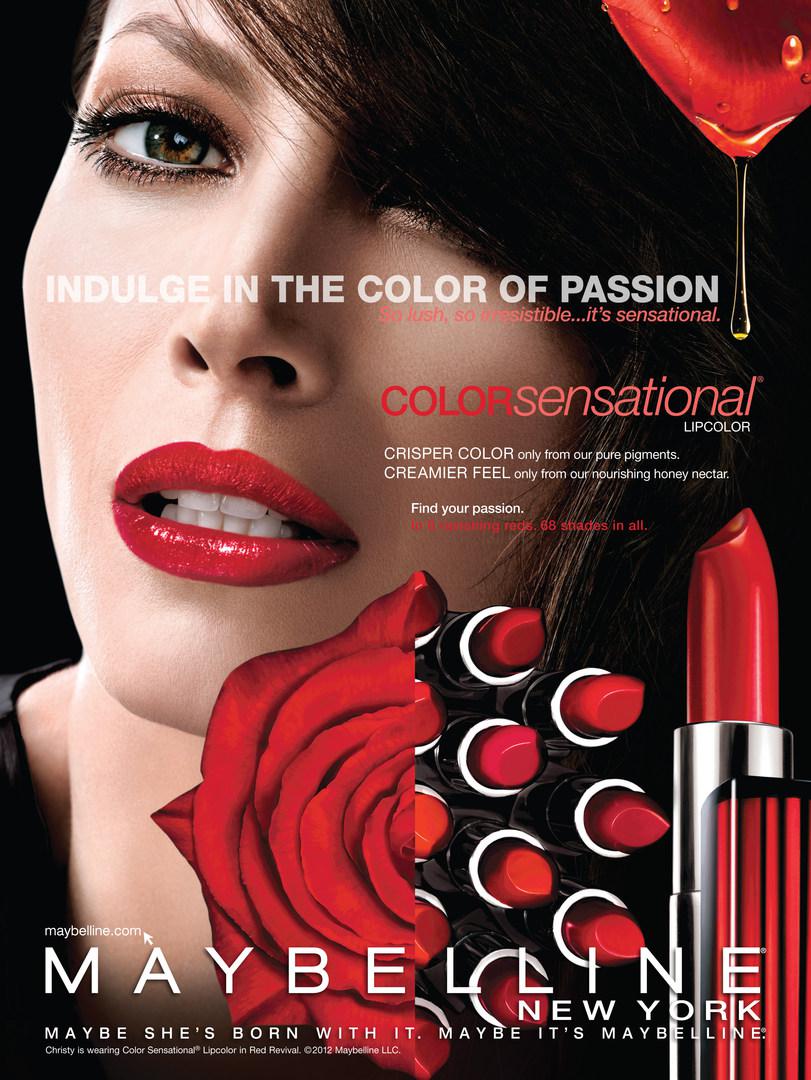 INDULGE IN THE COLOR OF PASSION
So lush, so irresistible...it's sensational.
COLORsensational®
LIPCOLOR
CRISPER COLOR only from our pure pigments.
CREAMIER FEEL only from our nourishing honey nectar.
Find your passion.
In ravishing reds. 68 shades in all.
maybelline.com
MAYBELLINE®
NEW YORK
MAYBE SHE'S BORN WITH IT. MAYBE IT'S MAYBELLINE.®
Christy is wearing Color Sensational® Lipcolor in Red Revival. ©2012 Maybelline LLC.